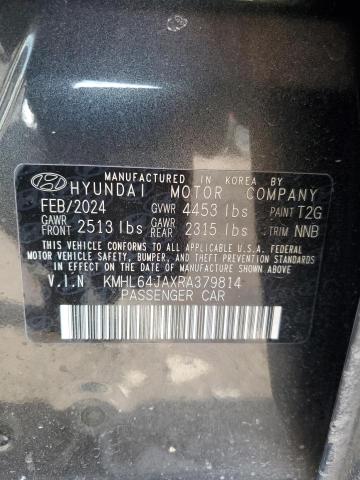 MANUFACTURED IN KOREA BY
HYUNDAI MOTOR COMPANY
FEB/2024 GVWR 4453 lbs PAINT T2G
GAWR FRONT 2513 lbs GAWR REAR 2315 lbs TRIM NNB
THIS VEHICLE CONFORMS TO ALL APPLICABLE U.S.A. FEDERAL
MOTOR VEHICLE SAFETY, BUMPER, AND THEFT PREVENTION
STANDARDS IN EFFECT ON THE DATE OF MANUFACTURE SHOWN ABOVE.
V.I.N KMHL64JAXRA379814
PASSENGER CAR